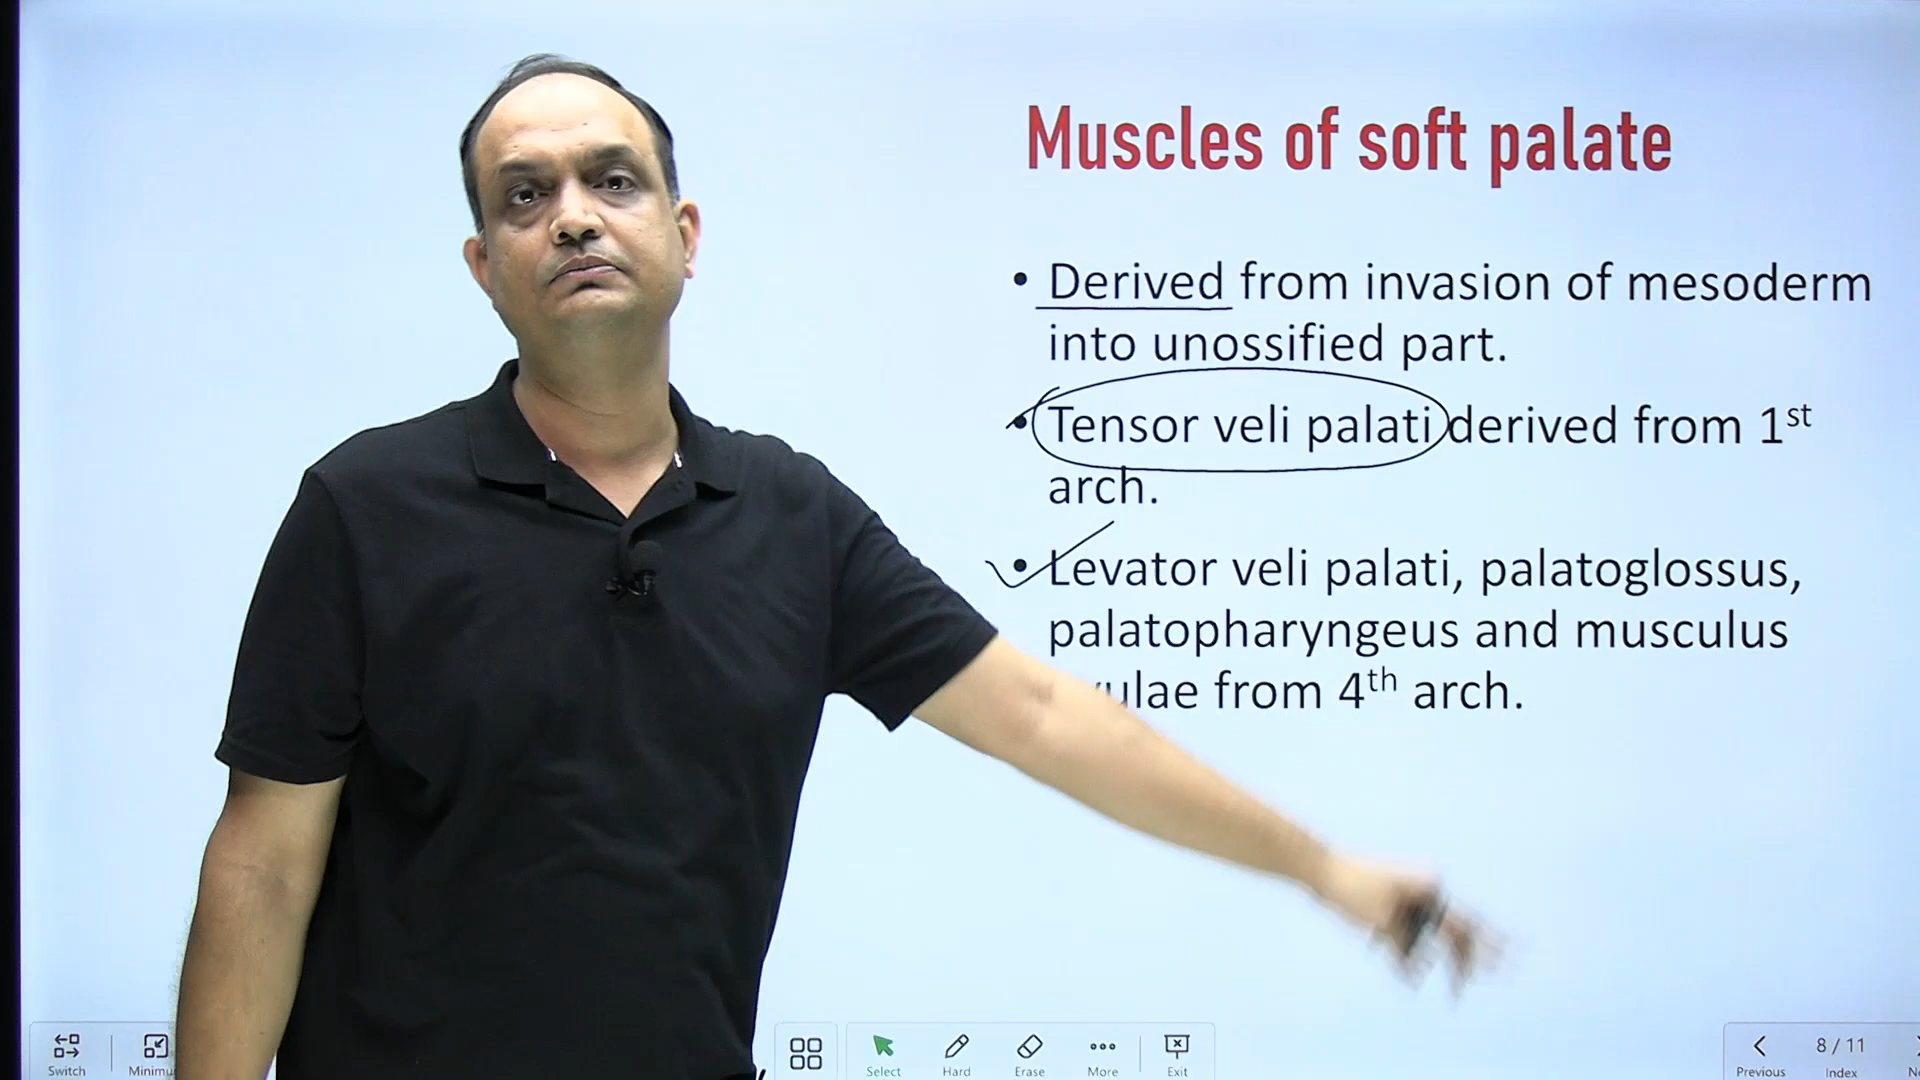 Muscles of soft palate
• Derived from invasion of mesoderm
into unossified part.
• Tensor veli palati derived from 1st
arch.
• Levator veli palati, palatoglossus,
palatopharyngeus and musculus
from 4th arch.
Switch
Select
Hard
Erase
More
Exit
Previous
8 / 11
Index